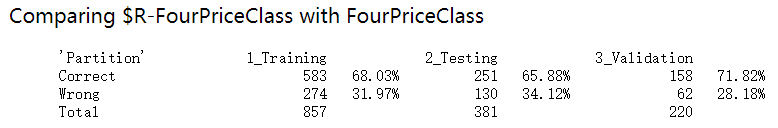 Comparing $R-FourPriceClass with FourPriceClass
'Partition' 1_Training 2_Testing 3_Validation
Correct 583 68.03% 251 65.88% 158 71.82%
Wrong 274 31.97% 130 34.12% 62 28.18%
Total 857 381 220